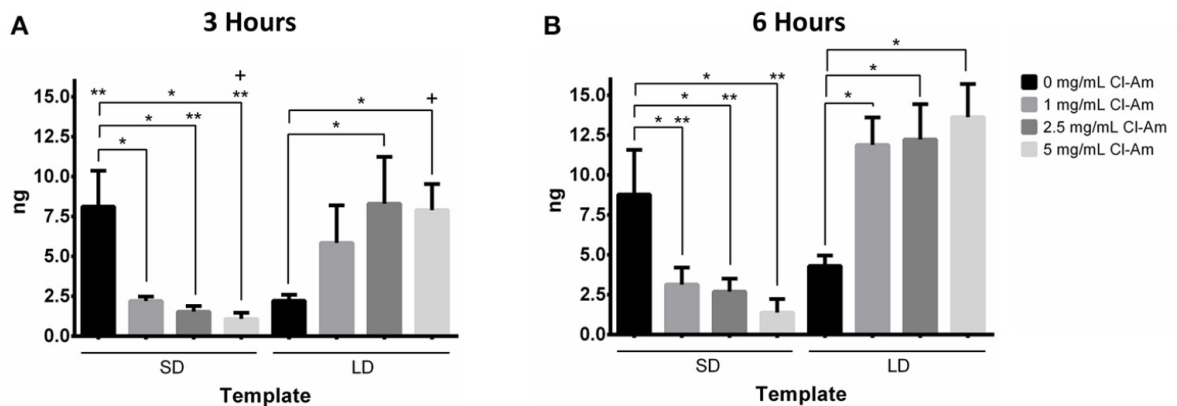 A
3 Hours
+
** * **
* **
*
* +
*
15.0
12.5
10.0
7.5
5.0
2.5
0.0
ng
SD LD
Template
B
6 Hours
* **
* **
* **
*
*
*
15.0
12.5
10.0
7.5
5.0
2.5
0.0
ng
SD LD
Template
0 mg/mL Cl-Am
1 mg/mL Cl-Am
2.5 mg/mL Cl-Am
5 mg/mL Cl-Am